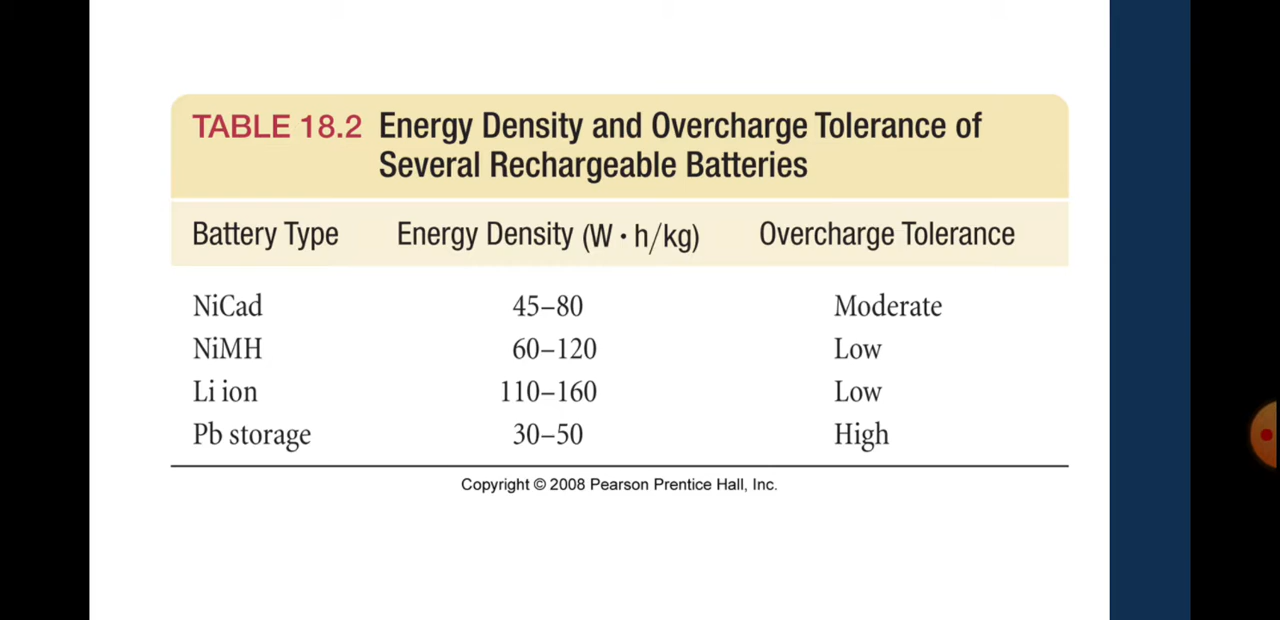 TABLE 18.2 Energy Density and Overcharge Tolerance of
Several Rechargeable Batteries
Battery Type Energy Density (W · h/kg) Overcharge Tolerance
NiCad 45–80 Moderate
NiMH 60–120 Low
Li ion 110–160 Low
Pb storage 30–50 High
Copyright © 2008 Pearson Prentice Hall, Inc.